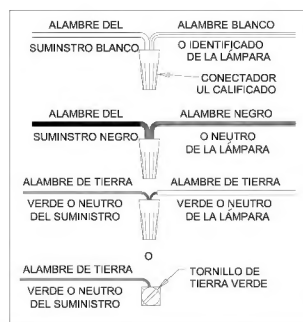 ALAMBRE DEL
ALAMBRE BLANCO
SUMINSTRO BLANCO
O IDENTIFICADO
DE LA LÁMPARA
CONECTADOR
UL CALIFICADO
ALAMBRE DEL
ALAMBRE NEGRO
SUMINSTRO NEGRO
O NEUTRO
DE LA LÁMPARA
ALAMBRE DE TIERRA
ALAMBRE DE TIERRA
VERDE O NEUTRO
DEL SUMINISTRO
VERDE O NEUTRO
DE LA LÁMPARA
O
ALAMBRE DE TIERRA
VERDE O NEUTRO
DEL SUMINISTRO
TORNILLO DE
TIERRA VERDE